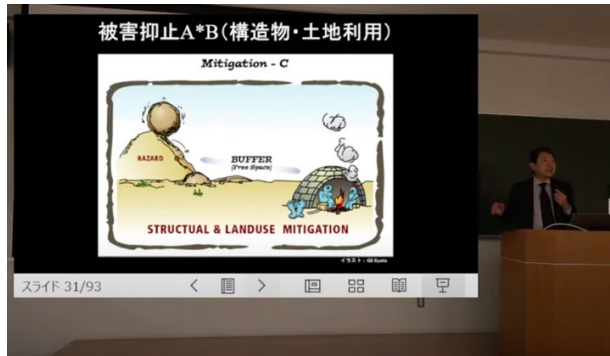 被害抑止A*B(構造物・土地利用)
Mitigation - C
HAZARD
BUFFER
(Free Space)
STRUCTUAL & LANDUSE MITIGATION
イラスト：GK Kyoto
スライド 31/93